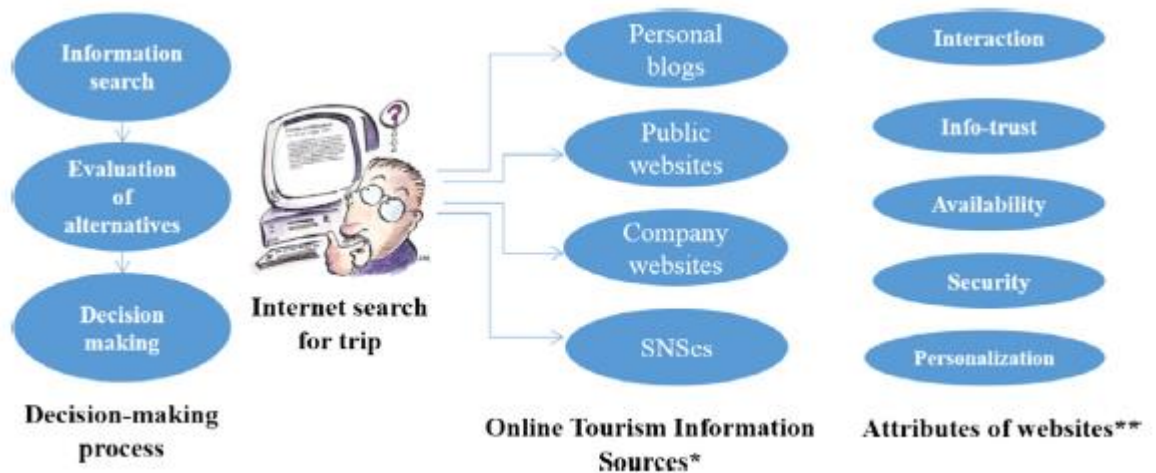 Information
search
Evaluation
of
alternatives
Decision
making
Decision-making
process
?
Internet search
for trip
Personal
blogs
Public
websites
Company
websites
SNScs
Online Tourism Information
Sources*
Interaction
Info-trust
Availability
Security
Personalization
Attributes of websites**